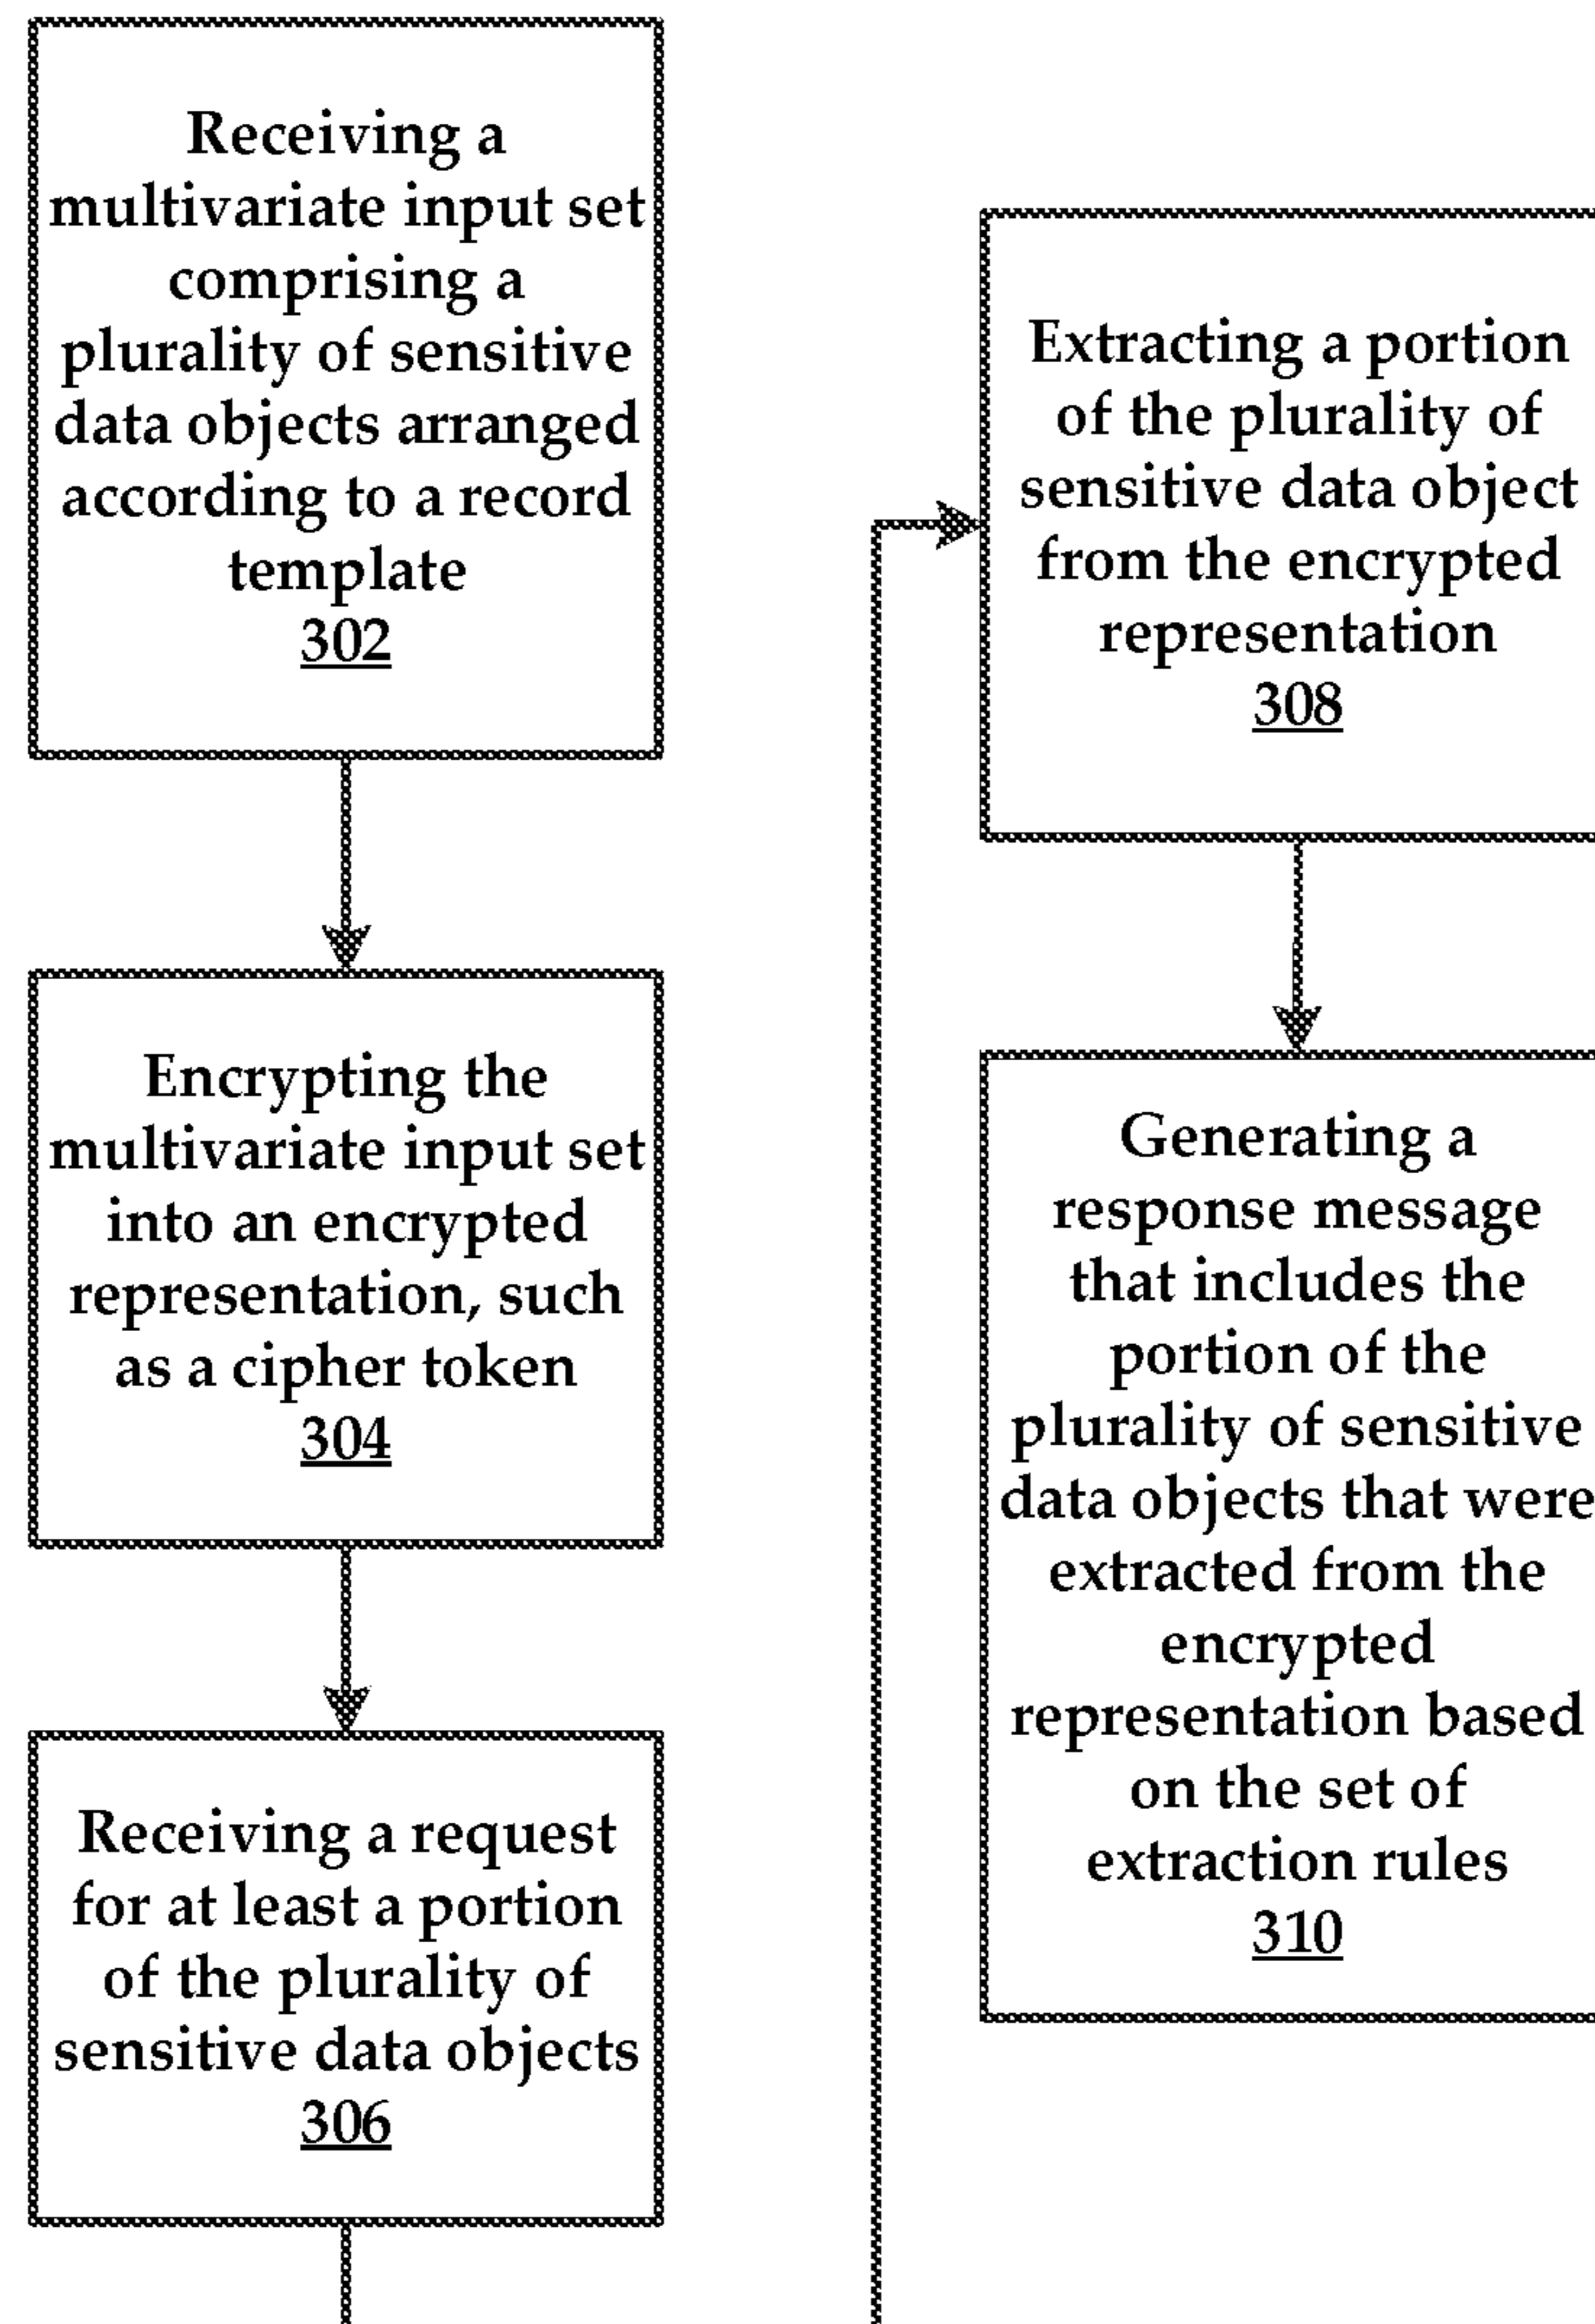 Receiving a
multivariate input set
comprising a
plurality of sensitive
data objects arranged
according to a record
template
302
Encrypting the
multivariate input set
into an encrypted
representation, such
as a cipher token
304
Receiving a request
for at least a portion
of the plurality of
sensitive data objects
306
Extracting a portion
of the plurality of
sensitive data object
from the encrypted
representation
308
Generating a
response message
that includes the
portion of the
plurality of sensitive
data objects that were
extracted from the
encrypted
representation based
on the set of
extraction rules
310